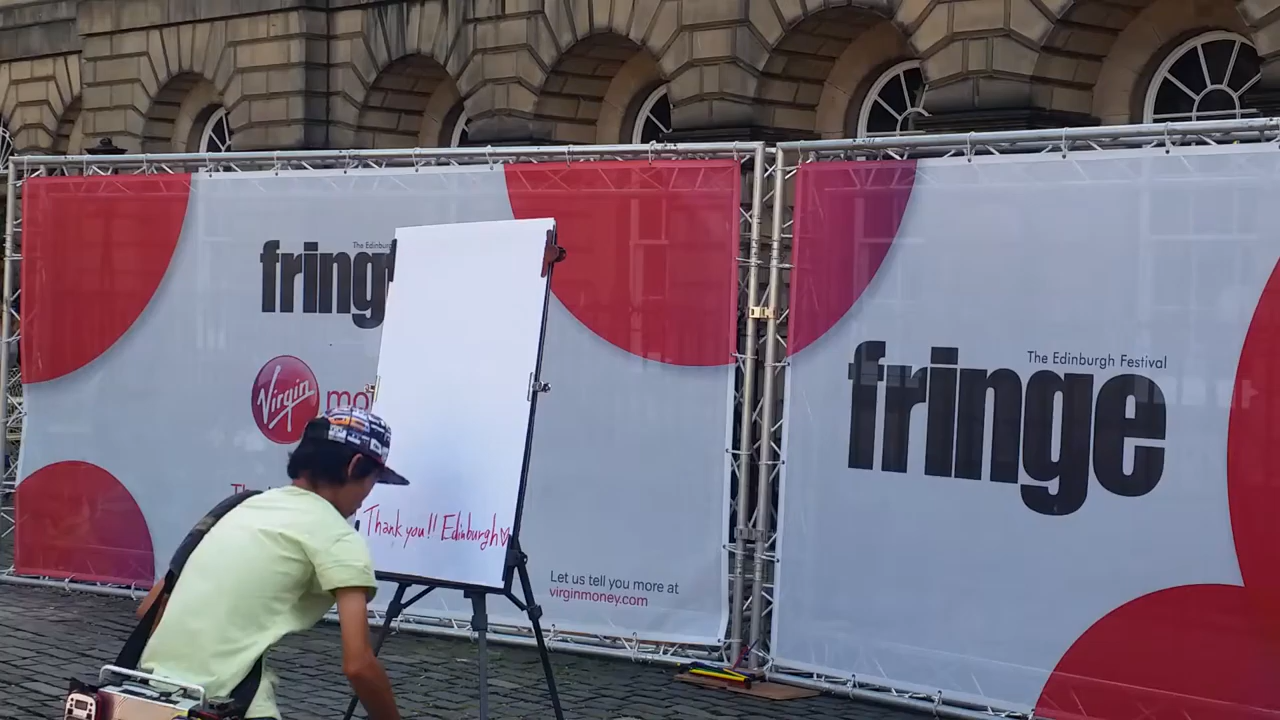 The Edinburgh
fring
Virgin
Thank you!! Edinburgh♡
Let us tell you more at
virginmoney.com
The Edinburgh Festival
fringe